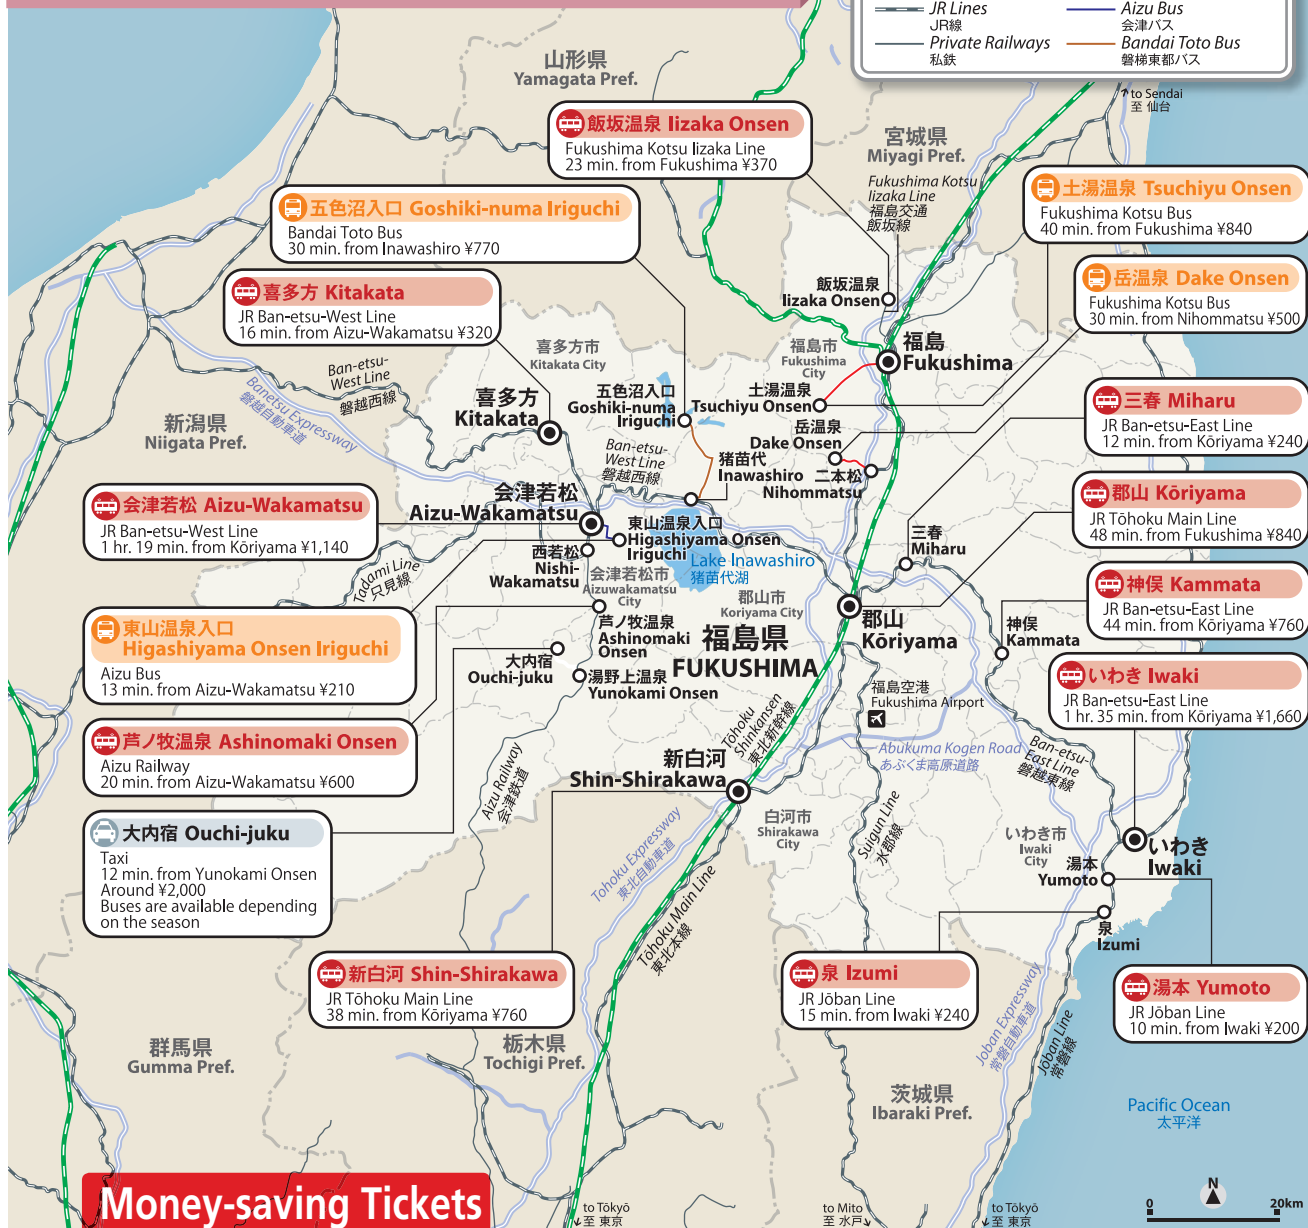 JR Lines
JR線
Private Railways
私鉄
Aizu Bus
会津バス
Bandai Toto Bus
磐梯東都バス
山形県
Yamagata Pref.
to Sendai
至 仙台
飯坂温泉 Iizaka Onsen
Fukushima Kotsu Iizaka Line
23 min. from Fukushima ¥370
宮城県
Miyagi Pref.
Fukushima Kotsu
Iizaka Line
福島交通
飯坂線
土湯温泉 Tsuchiyu Onsen
Fukushima Kotsu Bus
40 min. from Fukushima ¥840
五色沼入口 Goshiki-numa Iriguchi
Bandai Toto Bus
30 min. from Inawashiro ¥770
岳温泉 Dake Onsen
Fukushima Kotsu Bus
30 min. from Nihommatsu ¥500
喜多方 Kitakata
JR Ban-etsu-West Line
16 min. from Aizu-Wakamatsu ¥320
飯坂温泉
Iizaka Onsen
福島
Fukushima
喜多方市
Kitakata City
福島市
Fukushima
City
Ban-etsu-
West Line
磐越西線
Banetsu Expressway
磐越自動車道
新潟県
Niigata Pref.
喜多方
Kitakata
五色沼入口
Goshiki-numa
Iriguchi
土湯温泉
Tsuchiyu Onsen
岳温泉
Dake Onsen
三春 Miharu
JR Ban-etsu-East Line
12 min. from Kōriyama ¥240
Ban-etsu-
West Line
磐越西線
猪苗代
Inawashiro
二本松
Nihommatsu
会津若松 Aizu-Wakamatsu
JR Ban-etsu-West Line
1 hr. 19 min. from Kōriyama ¥1,140
会津若松
Aizu-Wakamatsu
郡山 Kōriyama
JR Tōhoku Main Line
48 min. from Fukushima ¥840
東山温泉入口
Higashiyama Onsen
Iriguchi
西若松
Nishi-
Wakamatsu
Lake Inawashiro
猪苗代湖
三春
Miharu
Tadami Line
只見線
会津若松市
Aizuwakamatsu
City
郡山市
Koriyama City
神俣 Kammata
JR Ban-etsu-East Line
44 min. from Kōriyama ¥760
東山温泉入口
Higashiyama Onsen Iriguchi
Aizu Bus
13 min. from Aizu-Wakamatsu ¥210
芦ノ牧温泉
Ashinomaki
Onsen
福島県
FUKUSHIMA
郡山
Kōriyama
神俣
Kammata
大内宿
Ouchi-juku
湯野上温泉
Yunokami Onsen
いわき Iwaki
JR Ban-etsu-East Line
1 hr. 35 min. from Kōriyama ¥1,660
福島空港
Fukushima Airport
芦ノ牧温泉 Ashinomaki Onsen
Aizu Railway
20 min. from Aizu-Wakamatsu ¥600
Tōhoku
Shinkansen
東北新幹線
Abukuma Kogen Road
あぶくま高原道路
Ban-etsu-
East Line
磐越東線
新白河
Shin-Shirakawa
Aizu Railway
会津鉄道
大内宿 Ouchi-juku
Taxi
12 min. from Yunokami Onsen
Around ¥2,000
Buses are available depending
on the season
白河市
Shirakawa
City
Suigun Line
水郡線
いわき市
Iwaki
City
いわき
Iwaki
湯本
Yumoto
Tohoku Expressway
東北自動車道
Tōhoku Main Line
東北本線
泉
Izumi
新白河 Shin-Shirakawa
JR Tōhoku Main Line
38 min. from Kōriyama ¥760
泉 Izumi
JR Jōban Line
15 min. from Iwaki ¥240
湯本 Yumoto
JR Jōban Line
10 min. from Iwaki ¥200
Joban Expressway
常磐自動車道
Jōban Line
常磐線
群馬県
Gumma Pref.
栃木県
Tochigi Pref.
茨城県
Ibaraki Pref.
Pacific Ocean
太平洋
Money-saving Tickets
to Tōkyō
至 東京
to Mito
至 水戸
to Tōkyō
至 東京
N
0 20km